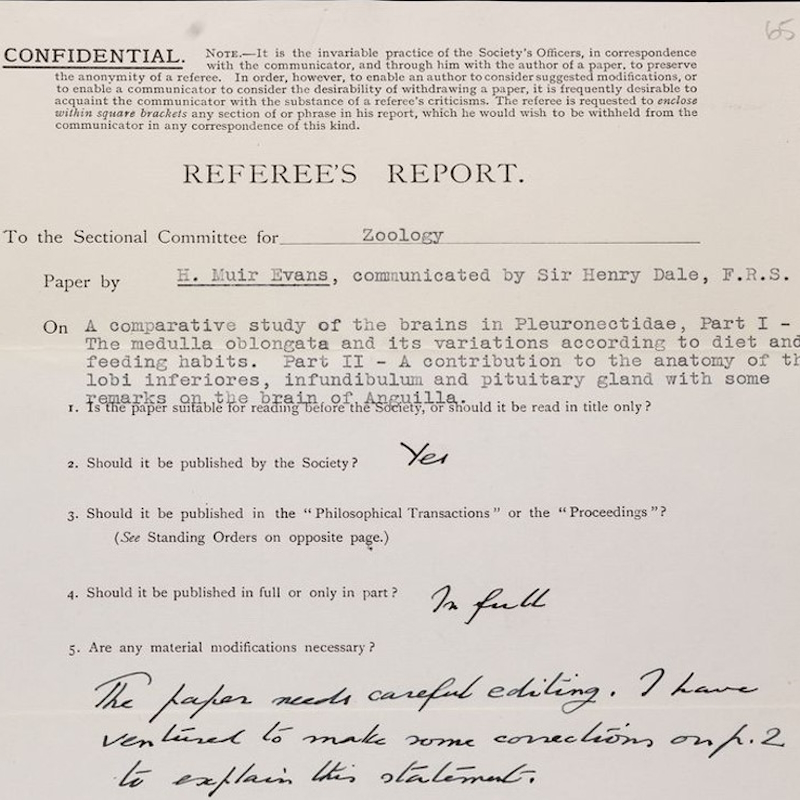 65
CONFIDENTIAL. NOTE.—It is the invariable practice of the Society's Officers, in correspondence
with the communicator, and through him with the author of a paper, to preserve
the anonymity of a referee. In order, however, to enable an author to consider suggested modifications, or
to enable a communicator to consider the desirability of withdrawing a paper, it is frequently desirable to
acquaint the communicator with the substance of a referee's criticisms. The referee is requested to enclose
within square brackets any section of or phrase in his report, which he would wish to be withheld from the
communicator in any correspondence of this kind.
REFEREE'S REPORT.
To the Sectional Committee for Zoology
Paper by H. Muir Evans, communicated by Sir Henry Dale, F.R.S.
On A comparative study of the brains in Pleuronectidae, Part I -
The medulla oblongata and its variations according to diet and
feeding habits. Part II - A contribution to the anatomy of th
lobi inferiores, infundibulum and pituitary gland with some
remarks on the brain of Anguilla.
1. Is the paper suitable for reading before the Society, or should it be read in title only?
2. Should it be published by the Society? Yes
3. Should it be published in the "Philosophical Transactions" or the "Proceedings"?
(See Standing Orders on opposite page.)
4. Should it be published in full or only in part? In full
5. Are any material modifications necessary?
The paper needs careful editing. I have
ventured to make some corrections on p. 2
to explain this statement.